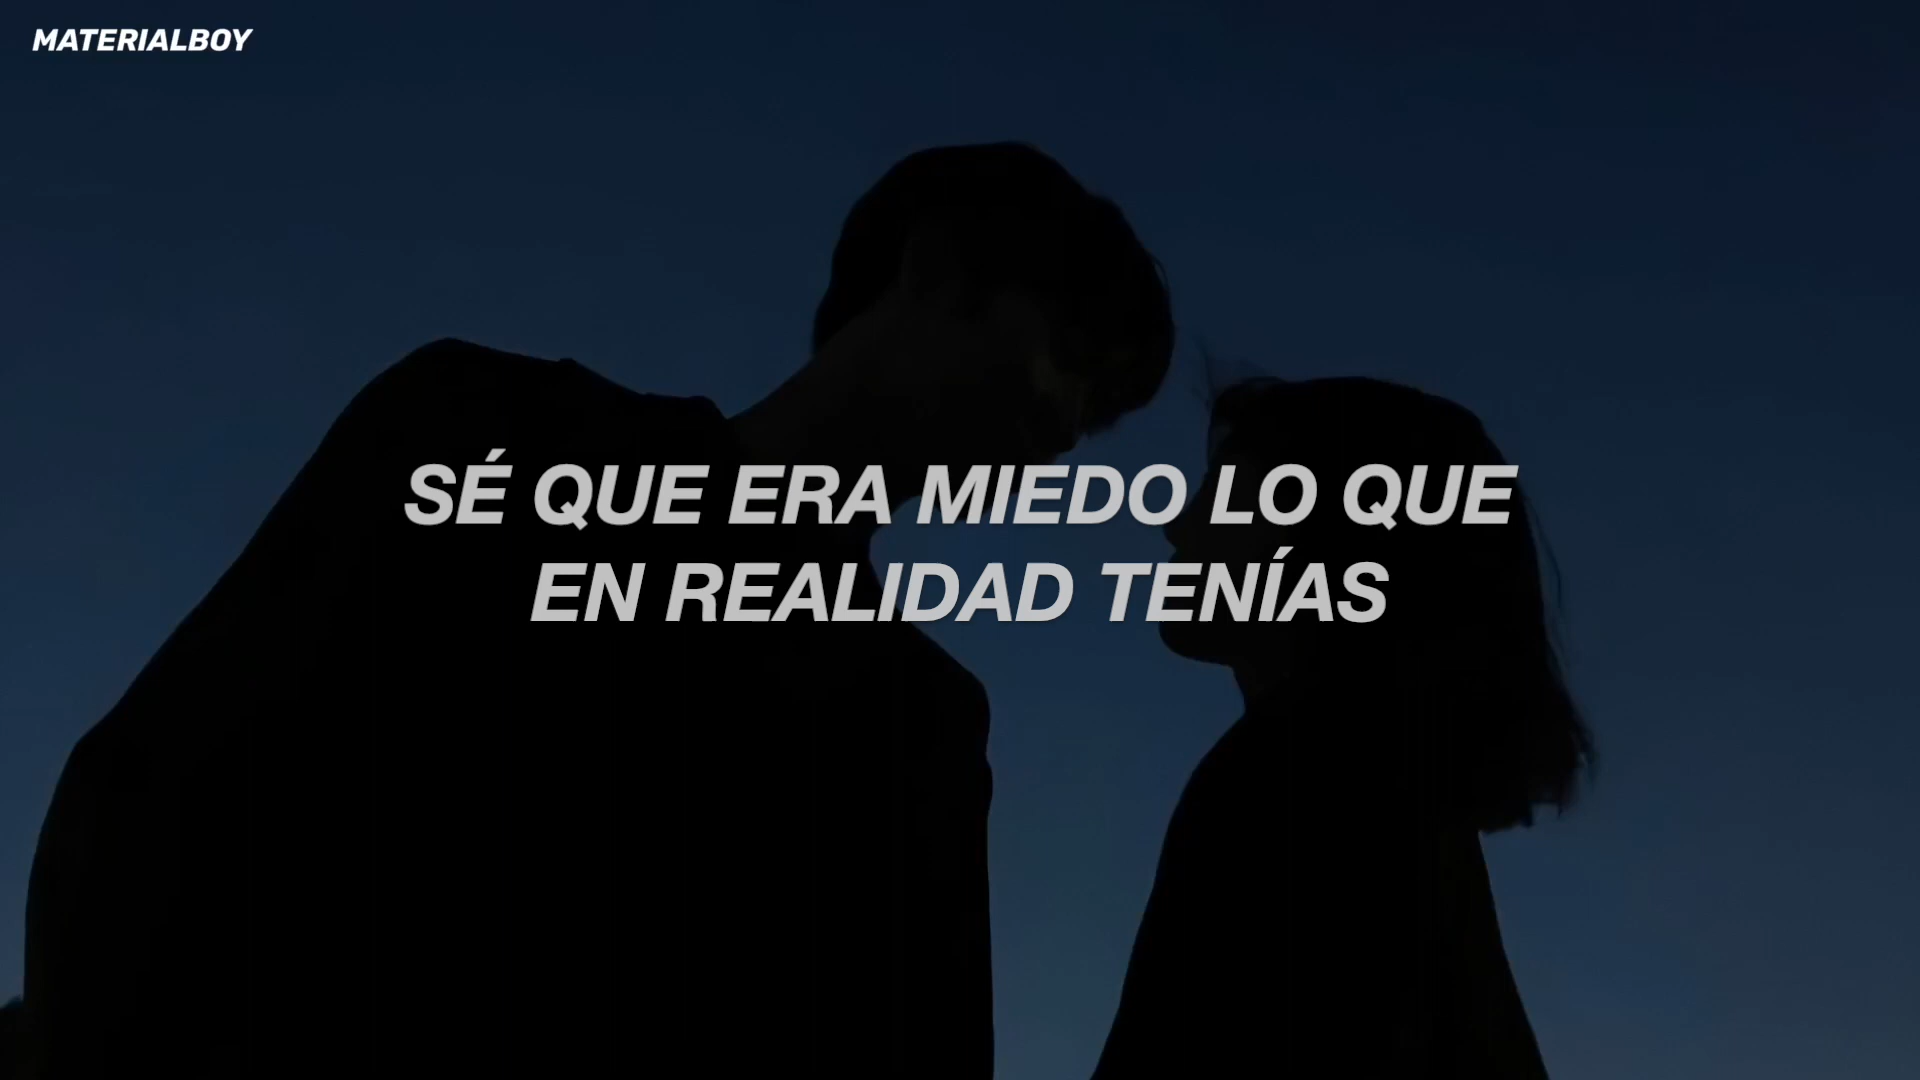 MATERIALBOY
SÉ QUE ERA MIEDO LO QUE
EN REALIDAD TENÍAS